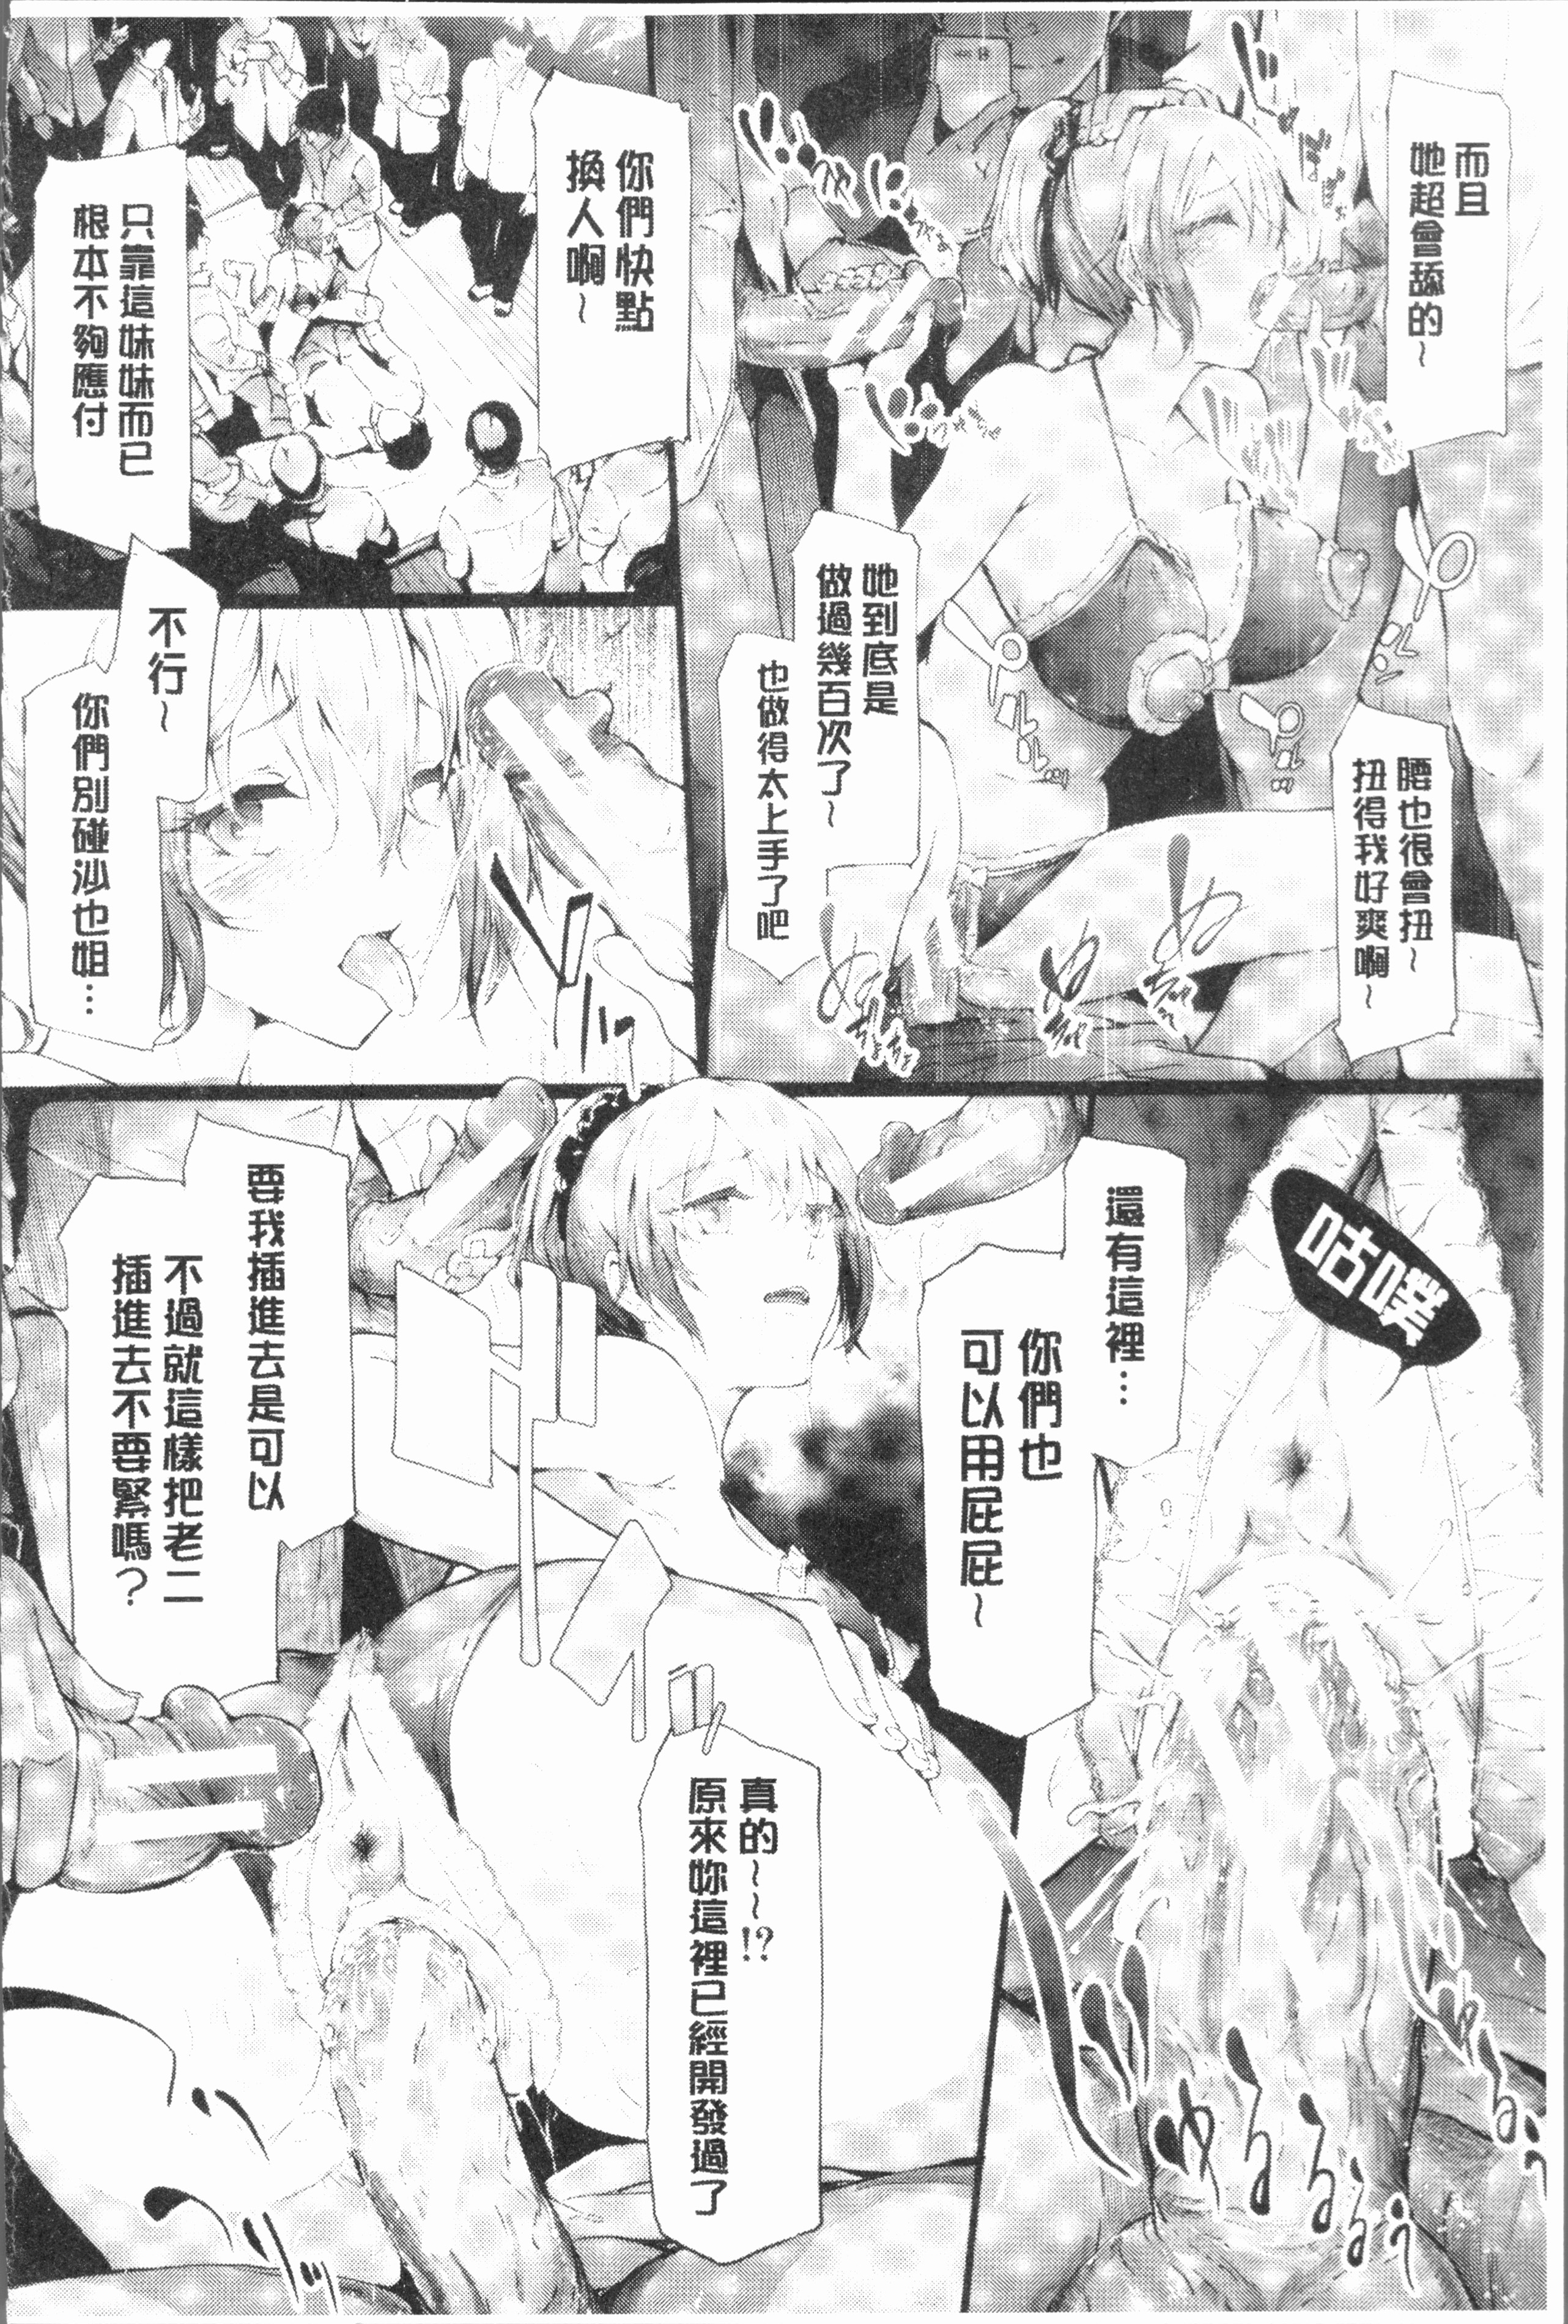 而且
她超會舔的~
腰也很會扭~
扭得我好爽啊~
她到底是
做過幾百次了~
也做得太上手了吧
你們快點
換人啊~
只靠這妹妹而已
根本不夠應付
不行~
你們別碰沙也姐…
咕噗
還有這裡…
你們也
可以用屁屁~
真的~~!?
原來妳這裡已經開發過了
要我插進去是可以
不過就這樣把老二
插進去不要緊嗎?